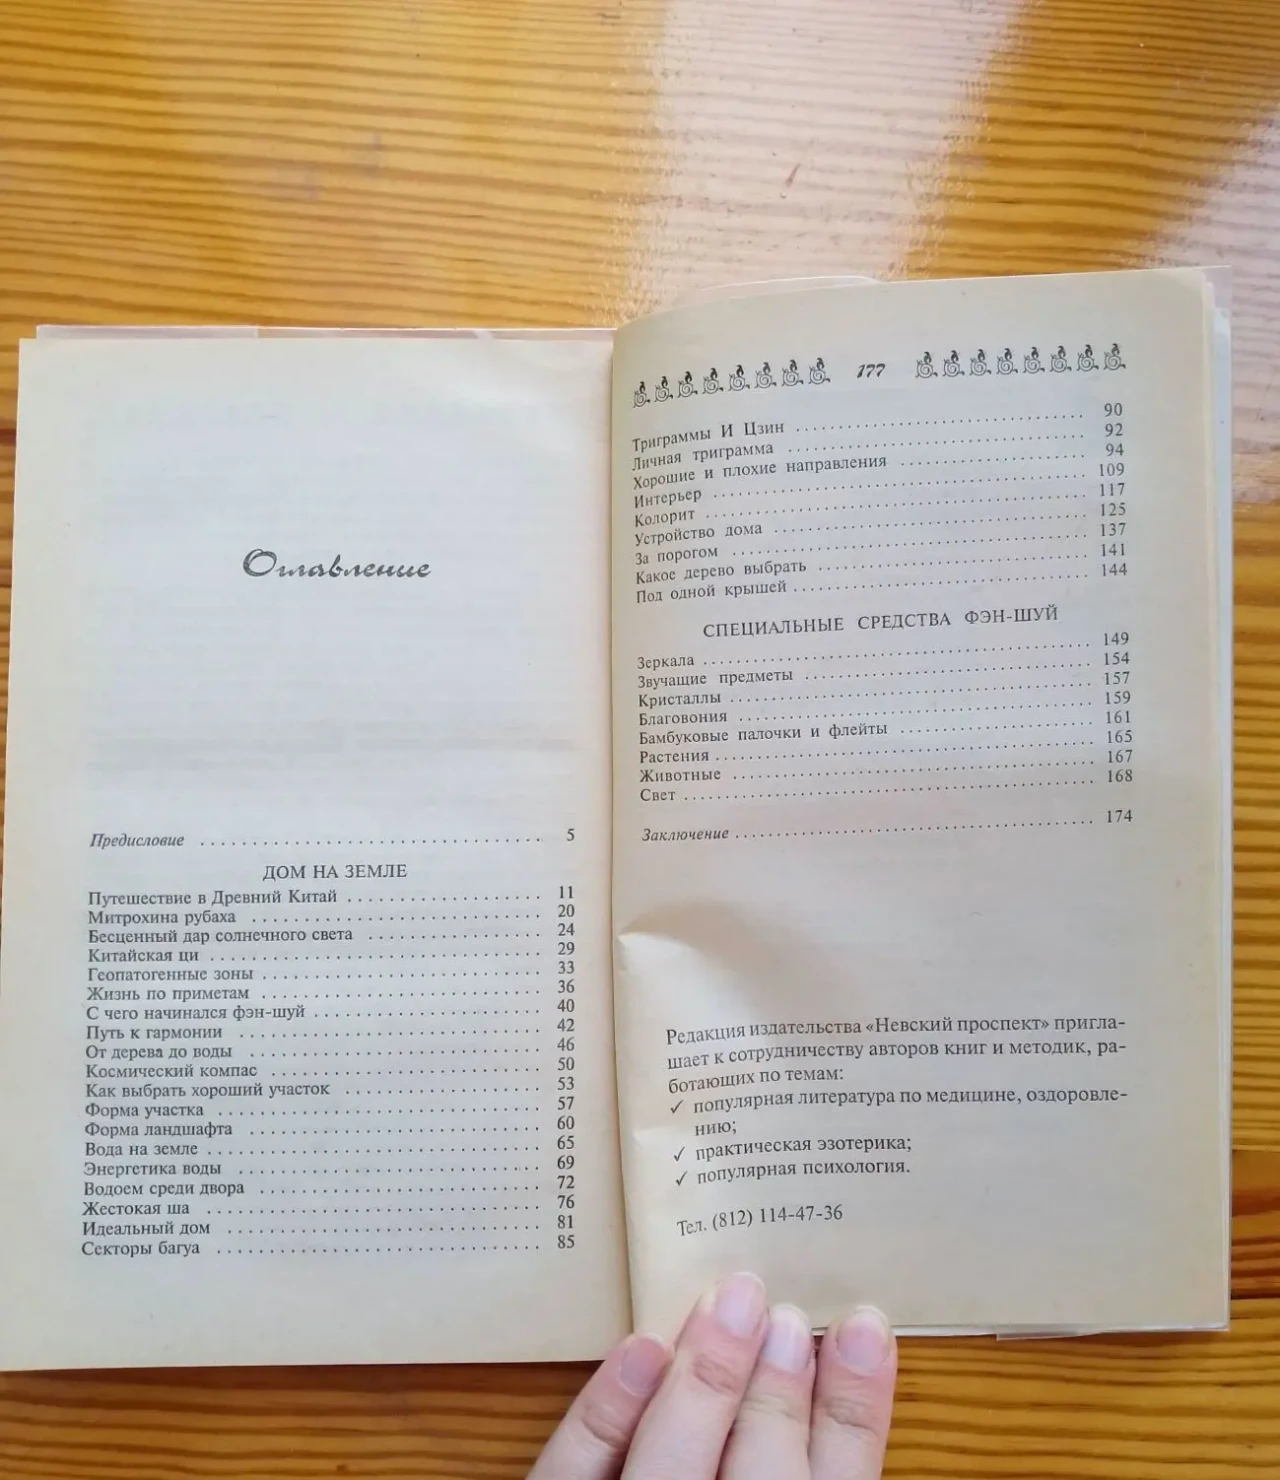 Оглавление
Предисловие .................................. 5
ДОМ НА ЗЕМЛЕ
Путешествие в Древний Китай ................... 11
Митрохина рубаха ............................. 20
Бесценный дар солнечного света ................. 24
Китайская ци ................................. 29
Геопатогенные зоны ........................... 33
Жизнь по приметам ........................... 36
С чего начинался фэн-шуй ...................... 40
Путь к гармонии .............................. 42
От дерева до воды ............................. 46
Космический компас .......................... 50
Как выбрать хороший участок ................... 53
Форма участка ............................... 57
Форма ландшафта ............................ 60
Вода на земле ................................ 65
Энергетика воды ............................. 69
Водоем среди двора ........................... 72
Жестокая ша ................................ 76
Идеальный дом .............................. 81
Секторы багуа ............................... 85
177
Триграммы И Цзин ............................ 90
Личная триграмма ............................ 92
Хорошие и плохие направления .................. 94
Интерьер ................................... 109
Колорит .................................... 117
Устройство дома .............................. 125
За порогом .................................. 137
Какое дерево выбрать .......................... 141
Под одной крышей ............................ 144
СПЕЦИАЛЬНЫЕ СРЕДСТВА ФЭН-ШУЙ
Зеркала ..................................... 149
Звучащие предметы ........................... 154
Кристаллы .................................. 157
Благовония .................................. 159
Бамбуковые палочки и флейты .................. 161
Растения .................................... 165
Животные .................................. 167
Свет ....................................... 168
Заключение .................................. 174
Редакция издательства «Невский проспект» пригла-
шает к сотрудничеству авторов книг и методик, ра-
ботающих по темам:
✓ популярная литература по медицине, оздоровле-
нию;
✓ практическая эзотерика;
✓ популярная психология.
Тел. (812) 114-47-36